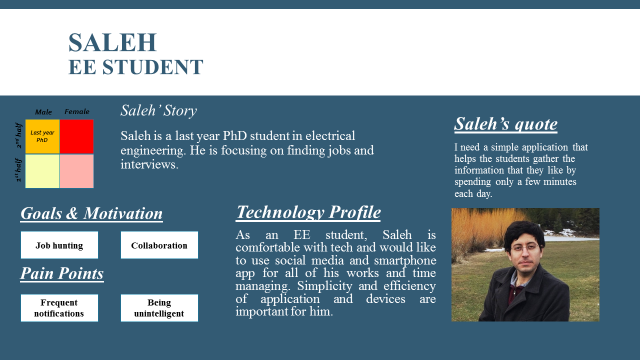 SALEH
EE STUDENT
Male Female
2nd half
Last year
PhD
1st half
Saleh' Story
Saleh is a last year PhD student in electrical
engineering. He is focusing on finding jobs and
interviews.
Saleh's quote
I need a simple application that
helps the students gather the
information that they like by
spending only a few minutes
each day.
Goals & Motivation
Job hunting
Collaboration
Pain Points
Frequent
notifications
Being
unintelligent
Technology Profile
As an EE student, Saleh is
comfortable with tech and would like
to use social media and smartphone
app for all of his works and time
managing. Simplicity and efficiency
of application and devices are
important for him.